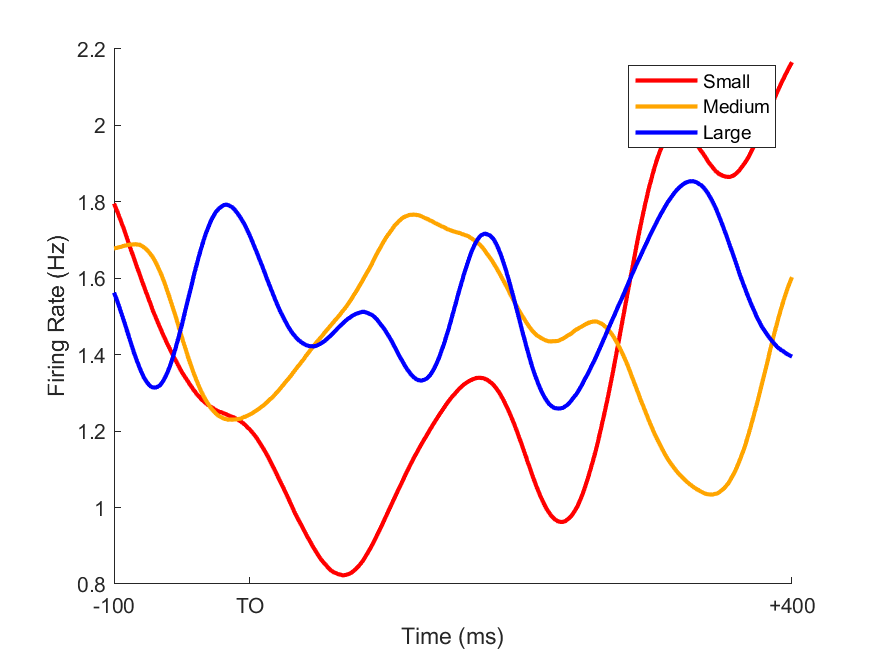 2.2
2
1.8
1.6
1.4
1.2
1
0.8
Firing Rate (Hz)
Small
Medium
Large
-100
TO
+400
Time (ms)